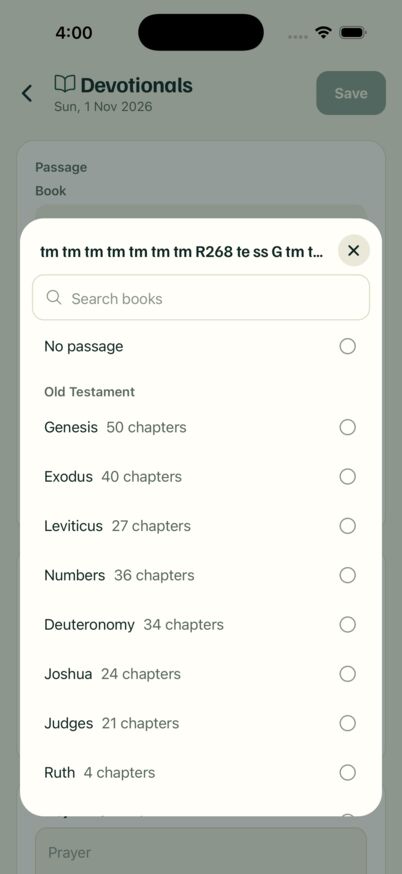 4:00
Devotionals
Sun, 1 Nov 2026
Save
Passage
Book
tm tm tm tm tm tm tm R268 te ss G tm t...
Search books
No passage
Old Testament
Genesis 50 chapters
Exodus 40 chapters
Leviticus 27 chapters
Numbers 36 chapters
Deuteronomy 34 chapters
Joshua 24 chapters
Judges 21 chapters
Ruth 4 chapters
Prayer